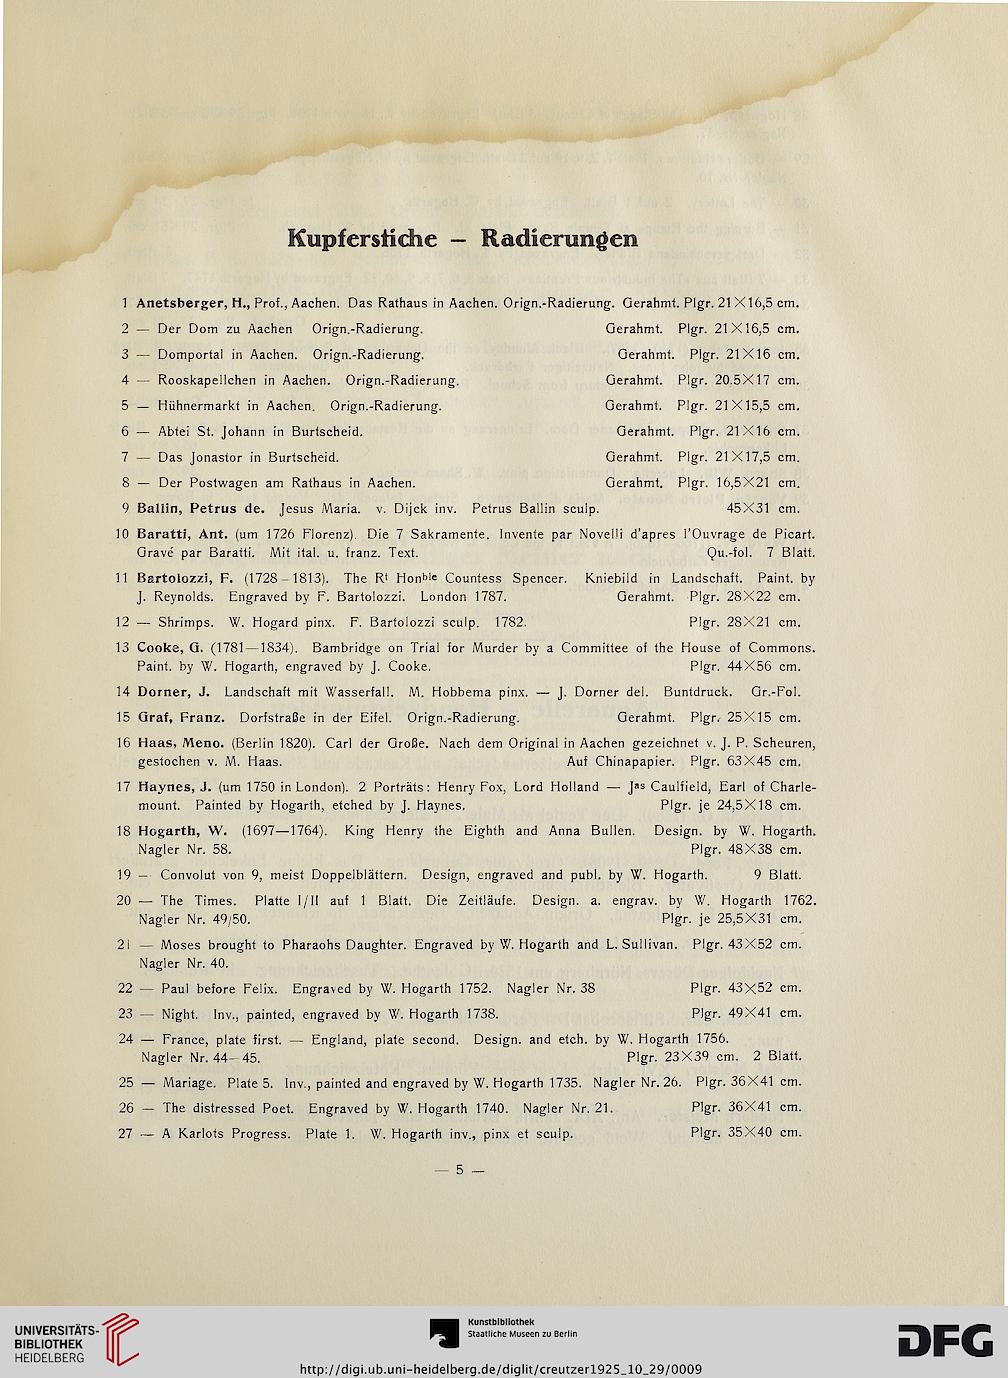 Kupferstiche — Radierungen
1 Anetsberger, H., Prof., Aachen. Das Rathaus in Aachen. Orign.-Radierung. Gerahmt. Plgr. 21×16,5 cm.
2 — Der Dom zu Aachen Orign.-Radierung. Gerahmt. Plgr. 21×16,5 cm.
3 — Domportal in Aachen. Orign.-Radierung. Gerahmt. Plgr. 21×16 cm.
4 — Rooskapellchen in Aachen. Orign.-Radierung. Gerahmt. Plgr. 20.5×17 cm.
5 — Hühnermarkt in Aachen. Orign.-Radierung. Gerahmt. Plgr. 21×15,5 cm.
6 — Abtei St. Johann in Burtscheid. Gerahmt. Plgr. 21×16 cm.
7 — Das Jonastor in Burtscheid. Gerahmt. Plgr. 21×17,5 cm.
8 — Der Postwagen am Rathaus in Aachen. Gerahmt. Plgr. 16,5×21 cm.
9 Ballin, Petrus de. Jesus Maria. v. Dijck inv. Petrus Ballin sculp. 45×31 cm.
10 Baratti, Ant. (um 1726 Florenz). Die 7 Sakramente. Invente par Novelli d'apres l'Ouvrage de Picart.
Gravé par Baratti. Mit ital. u. franz. Text. Qu.-fol. 7 Blatt.
11 Bartolozzi, F. (1728–1813). The Rt Honble Countess Spencer. Kniebild in Landschaft. Paint. by
J. Reynolds. Engraved by F. Bartolozzi. London 1787. Gerahmt. Plgr. 28×22 cm.
12 — Shrimps. W. Hogard pinx. F. Bartolozzi sculp. 1782. Plgr. 28×21 cm.
13 Cooke, G. (1781—1834). Bambridge on Trial for Murder by a Committee of the House of Commons.
Paint. by W. Hogarth, engraved by J. Cooke. Plgr. 44×56 cm.
14 Dorner, J. Landschaft mit Wasserfall. M. Hobbema pinx. — J. Dorner del. Buntdruck. Gr.-Fol.
15 Graf, Franz. Dorfstraße in der Eifel. Orign.-Radierung. Gerahmt. Plgr. 25×15 cm.
16 Haas, Meno. (Berlin 1820). Carl der Große. Nach dem Original in Aachen gezeichnet v. J. P. Scheuren,
gestochen v. M. Haas. Auf Chinapapier. Plgr. 63×45 cm.
17 Haynes, J. (um 1750 in London). 2 Porträts: Henry Fox, Lord Holland — Jas Caulfield, Earl of Charle-
mount. Painted by Hogarth, etched by J. Haynes. Plgr. je 24,5×18 cm.
18 Hogarth, W. (1697—1764). King Henry the Eighth and Anna Bullen. Design. by W. Hogarth.
Nagler Nr. 58. Plgr. 48×38 cm.
19 — Convolut von 9, meist Doppelblättern. Design, engraved and publ. by W. Hogarth. 9 Blatt.
20 — The Times. Platte I/II auf 1 Blatt. Die Zeitläufe. Design. a. engrav. by W. Hogarth 1762.
Nagler Nr. 49/50. Plgr. je 25,5×31 cm.
21 — Moses brought to Pharaohs Daughter. Engraved by W. Hogarth and L. Sullivan. Plgr. 43×52 cm.
Nagler Nr. 40.
22 — Paul before Felix. Engraved by W. Hogarth 1752. Nagler Nr. 38 Plgr. 43×52 cm.
23 — Night. Inv., painted, engraved by W. Hogarth 1738. Plgr. 49×41 cm.
24 — France, plate first. — England, plate second. Design. and etch. by W. Hogarth 1756.
Nagler Nr. 44—45. Plgr. 23×39 cm. 2 Blatt.
25 — Mariage. Plate 5. Inv., painted and engraved by W. Hogarth 1735. Nagler Nr. 26. Plgr. 36×41 cm.
26 — The distressed Poet. Engraved by W. Hogarth 1740. Nagler Nr. 21. Plgr. 36×41 cm.
27 — A Karlots Progress. Plate 1. W. Hogarth inv., pinx et sculp. Plgr. 35×40 cm.
— 5 —
UNIVERSITÄTS-
BIBLIOTHEK
HEIDELBERG
Kunstbibliothek
Staatliche Museen zu Berlin
DFG
http://digi.ub.uni-heidelberg.de/diglit/creutzer1925_10_29/0009